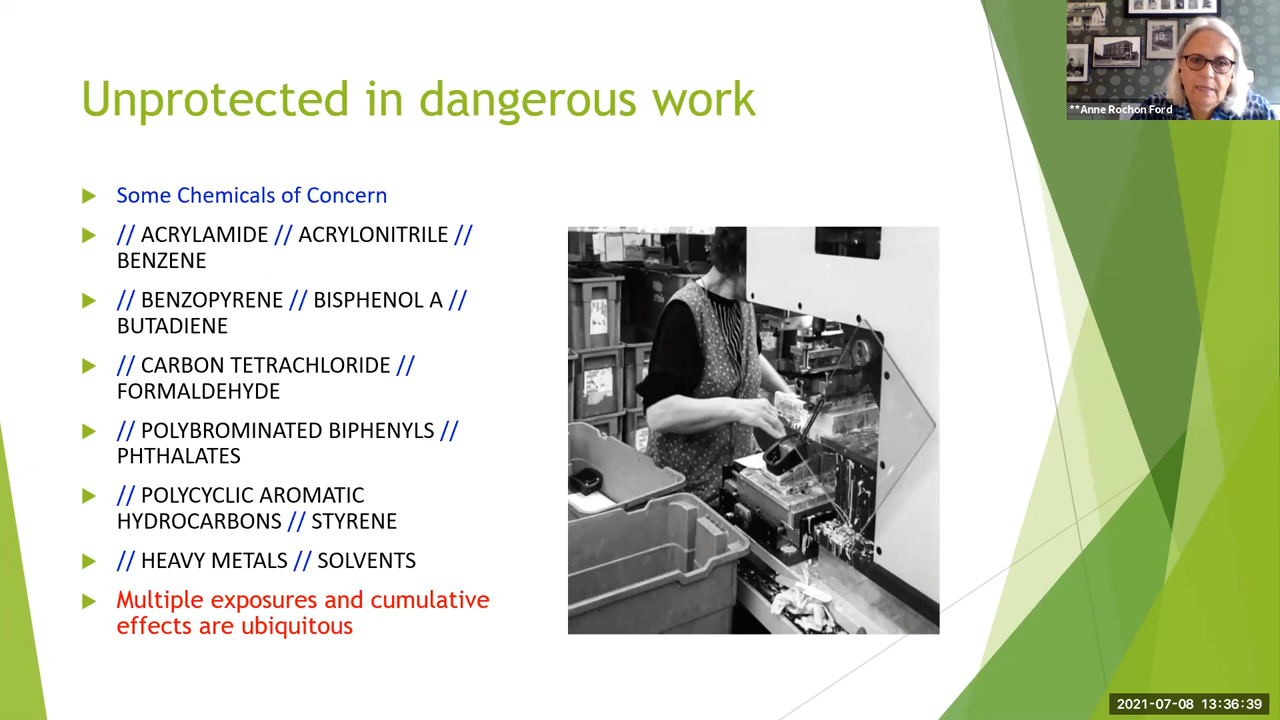 **Anne Rochon Ford
Unprotected in dangerous work
Some Chemicals of Concern
// ACRYLAMIDE // ACRYLONITRILE //
BENZENE
// BENZOPYRENE // BISPHENOL A //
BUTADIENE
// CARBON TETRACHLORIDE //
FORMALDEHYDE
// POLYBROMINATED BIPHENYLS //
PHTHALATES
// POLYCYCLIC AROMATIC
HYDROCARBONS // STYRENE
// HEAVY METALS // SOLVENTS
Multiple exposures and cumulative
effects are ubiquitous
2021-07-08 13:36:39